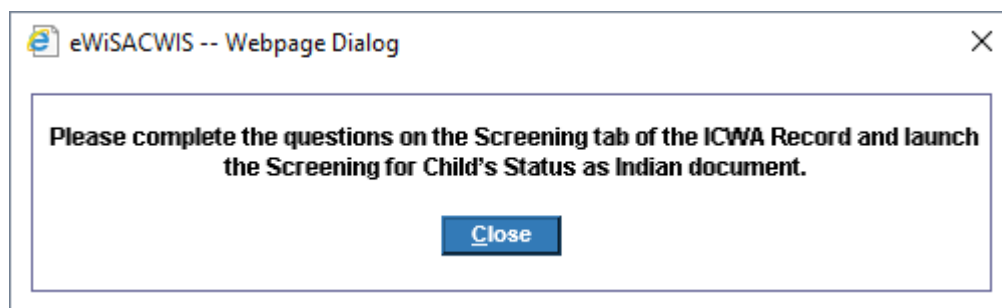 eWiSACWIS -- Webpage Dialog
Please complete the questions on the Screening tab of the ICWA Record and launch
the Screening for Child's Status as Indian document.
Close